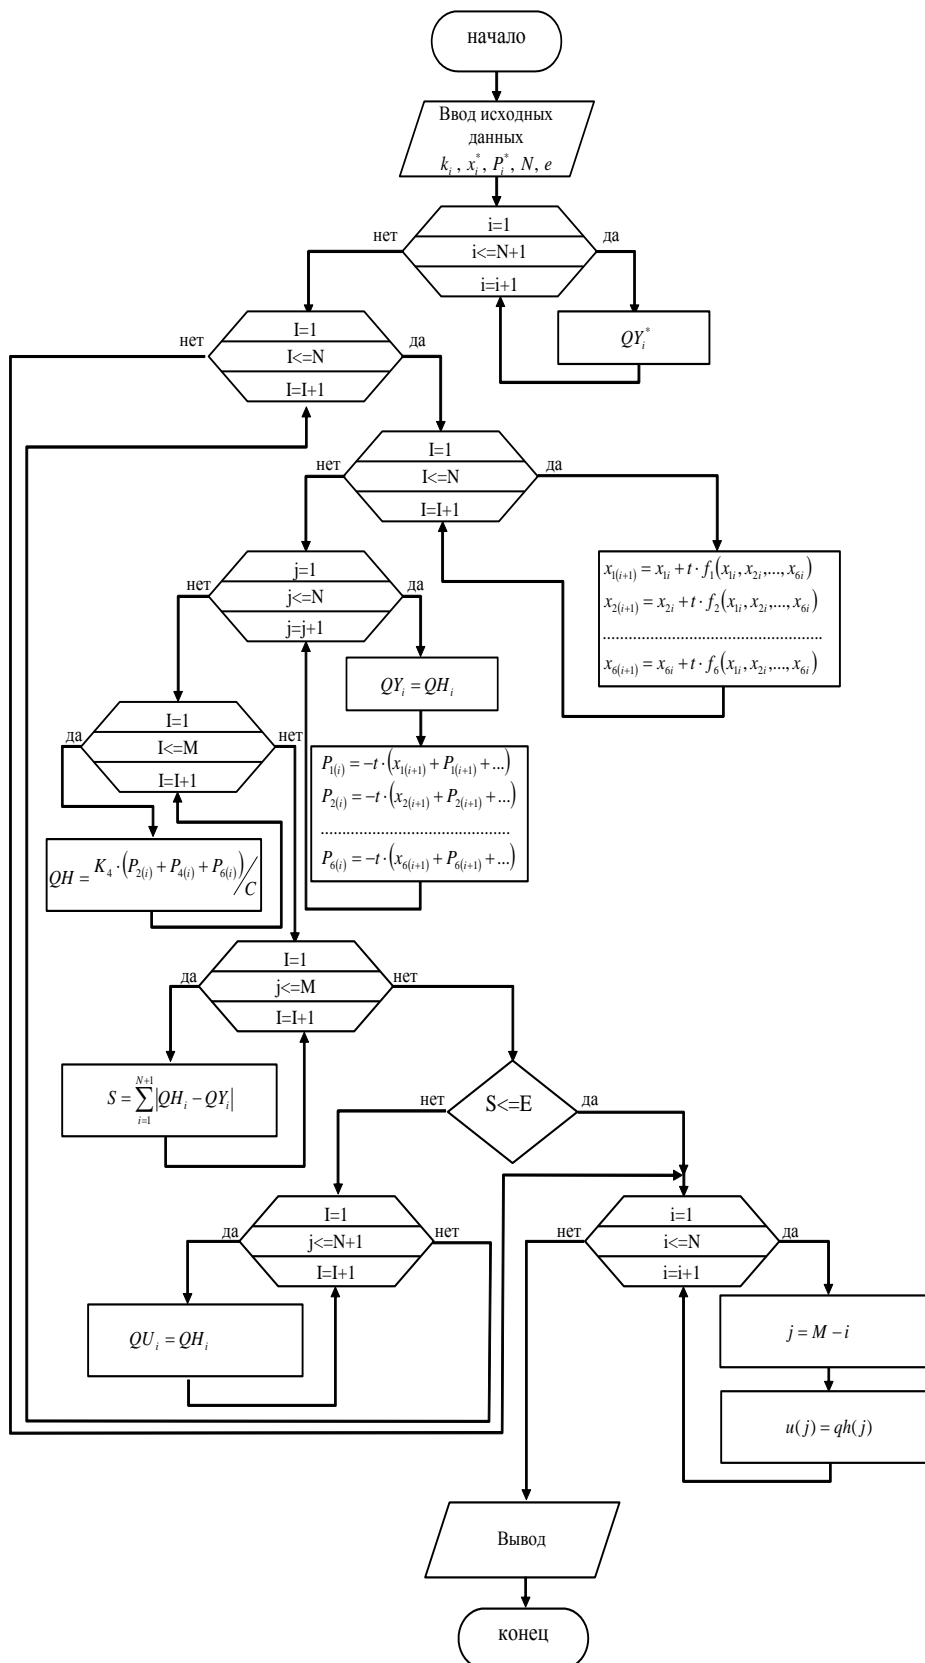 начало
Ввод исходных
данных
k_i , x_i^*, P_i^*, N, e
i=1
нет
да
i<=N+1
i=i+1
QY_i^*
I=1
нет
да
I<=N
I=I+1
I=1
нет
да
I<=N
I=I+1
x_{1(i+1)} = x_{1i} + t · f_1(x_{1i}, x_{2i},..., x_{6i})
x_{2(i+1)} = x_{2i} + t · f_2(x_{1i}, x_{2i},..., x_{6i})
..................................................
x_{6(i+1)} = x_{6i} + t · f_6(x_{1i}, x_{2i},..., x_{6i})
j=1
нет
да
j<=N
j=j+1
QY_i = QH_i
I=1
да
нет
I<=M
I=I+1
P_{1(i)} = -t · (x_{1(i+1)} + P_{1(i+1)} + ...)
P_{2(i)} = -t · (x_{2(i+1)} + P_{2(i+1)} + ...)
..........................................
P_{6(i)} = -t · (x_{6(i+1)} + P_{6(i+1)} + ...)
QH = K_4 · (P_{2(i)} + P_{4(i)} + P_{6(i)}) / C
I=1
да
нет
j<=M
I=I+1
S = \sum_{i=1}^{N+1} |QH_i - QY_i|
нет
S<=E
да
I=1
да
нет
j<=N+1
I=I+1
i=1
нет
да
i<=N
i=i+1
QU_i = QH_i
j = M - i
u(j) = qh(j)
Вывод
конец